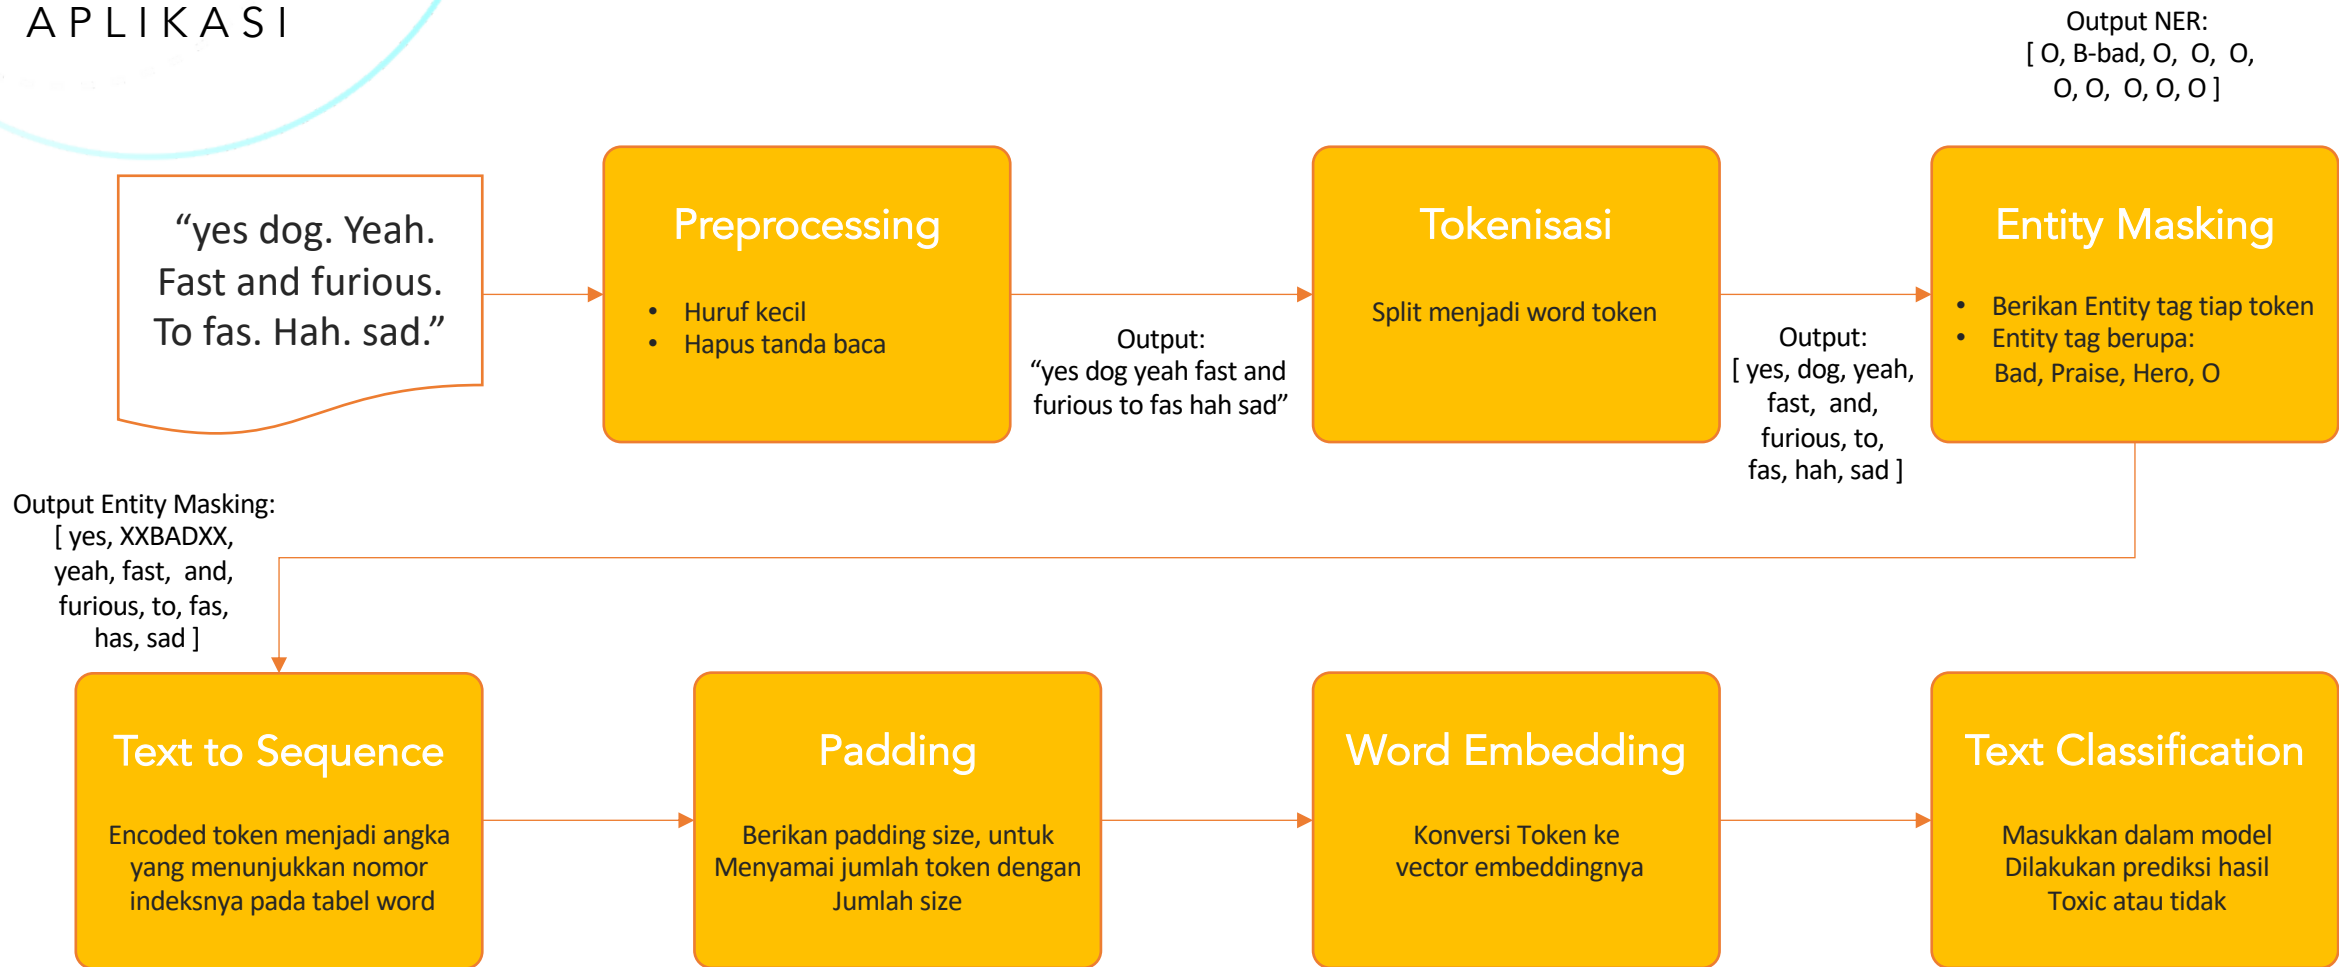 APLIKASI
Output NER:
[ O, B-bad, O, O, O,
O, O, O, O, O ]
“yes dog. Yeah.
Fast and furious.
To fas. Hah. sad.”
Preprocessing
• Huruf kecil
• Hapus tanda baca
Output:
“yes dog yeah fast and
furious to fas hah sad”
Tokenisasi
Split menjadi word token
Output:
[ yes, dog, yeah,
fast, and,
furious, to,
fas, hah, sad ]
Entity Masking
• Berikan Entity tag tiap token
• Entity tag berupa:
Bad, Praise, Hero, O
Output Entity Masking:
[ yes, XXBADXX,
yeah, fast, and,
furious, to, fas,
has, sad ]
Text to Sequence
Encoded token menjadi angka
yang menunjukkan nomor
indeksnya pada tabel word
Padding
Berikan padding size, untuk
Menyamai jumlah token dengan
Jumlah size
Word Embedding
Konversi Token ke
vector embeddingnya
Text Classification
Masukkan dalam model
Dilakukan prediksi hasil
Toxic atau tidak